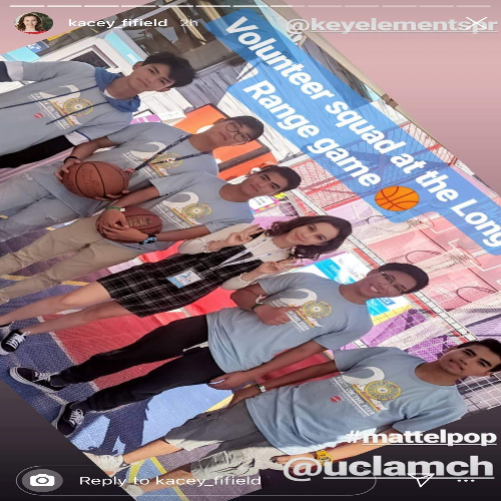 kacey_fifield 2h
@keyelementspr
Volunteer squad at the Long
Range game
#mattelpop
@uclamch
Reply to kacey_fifield